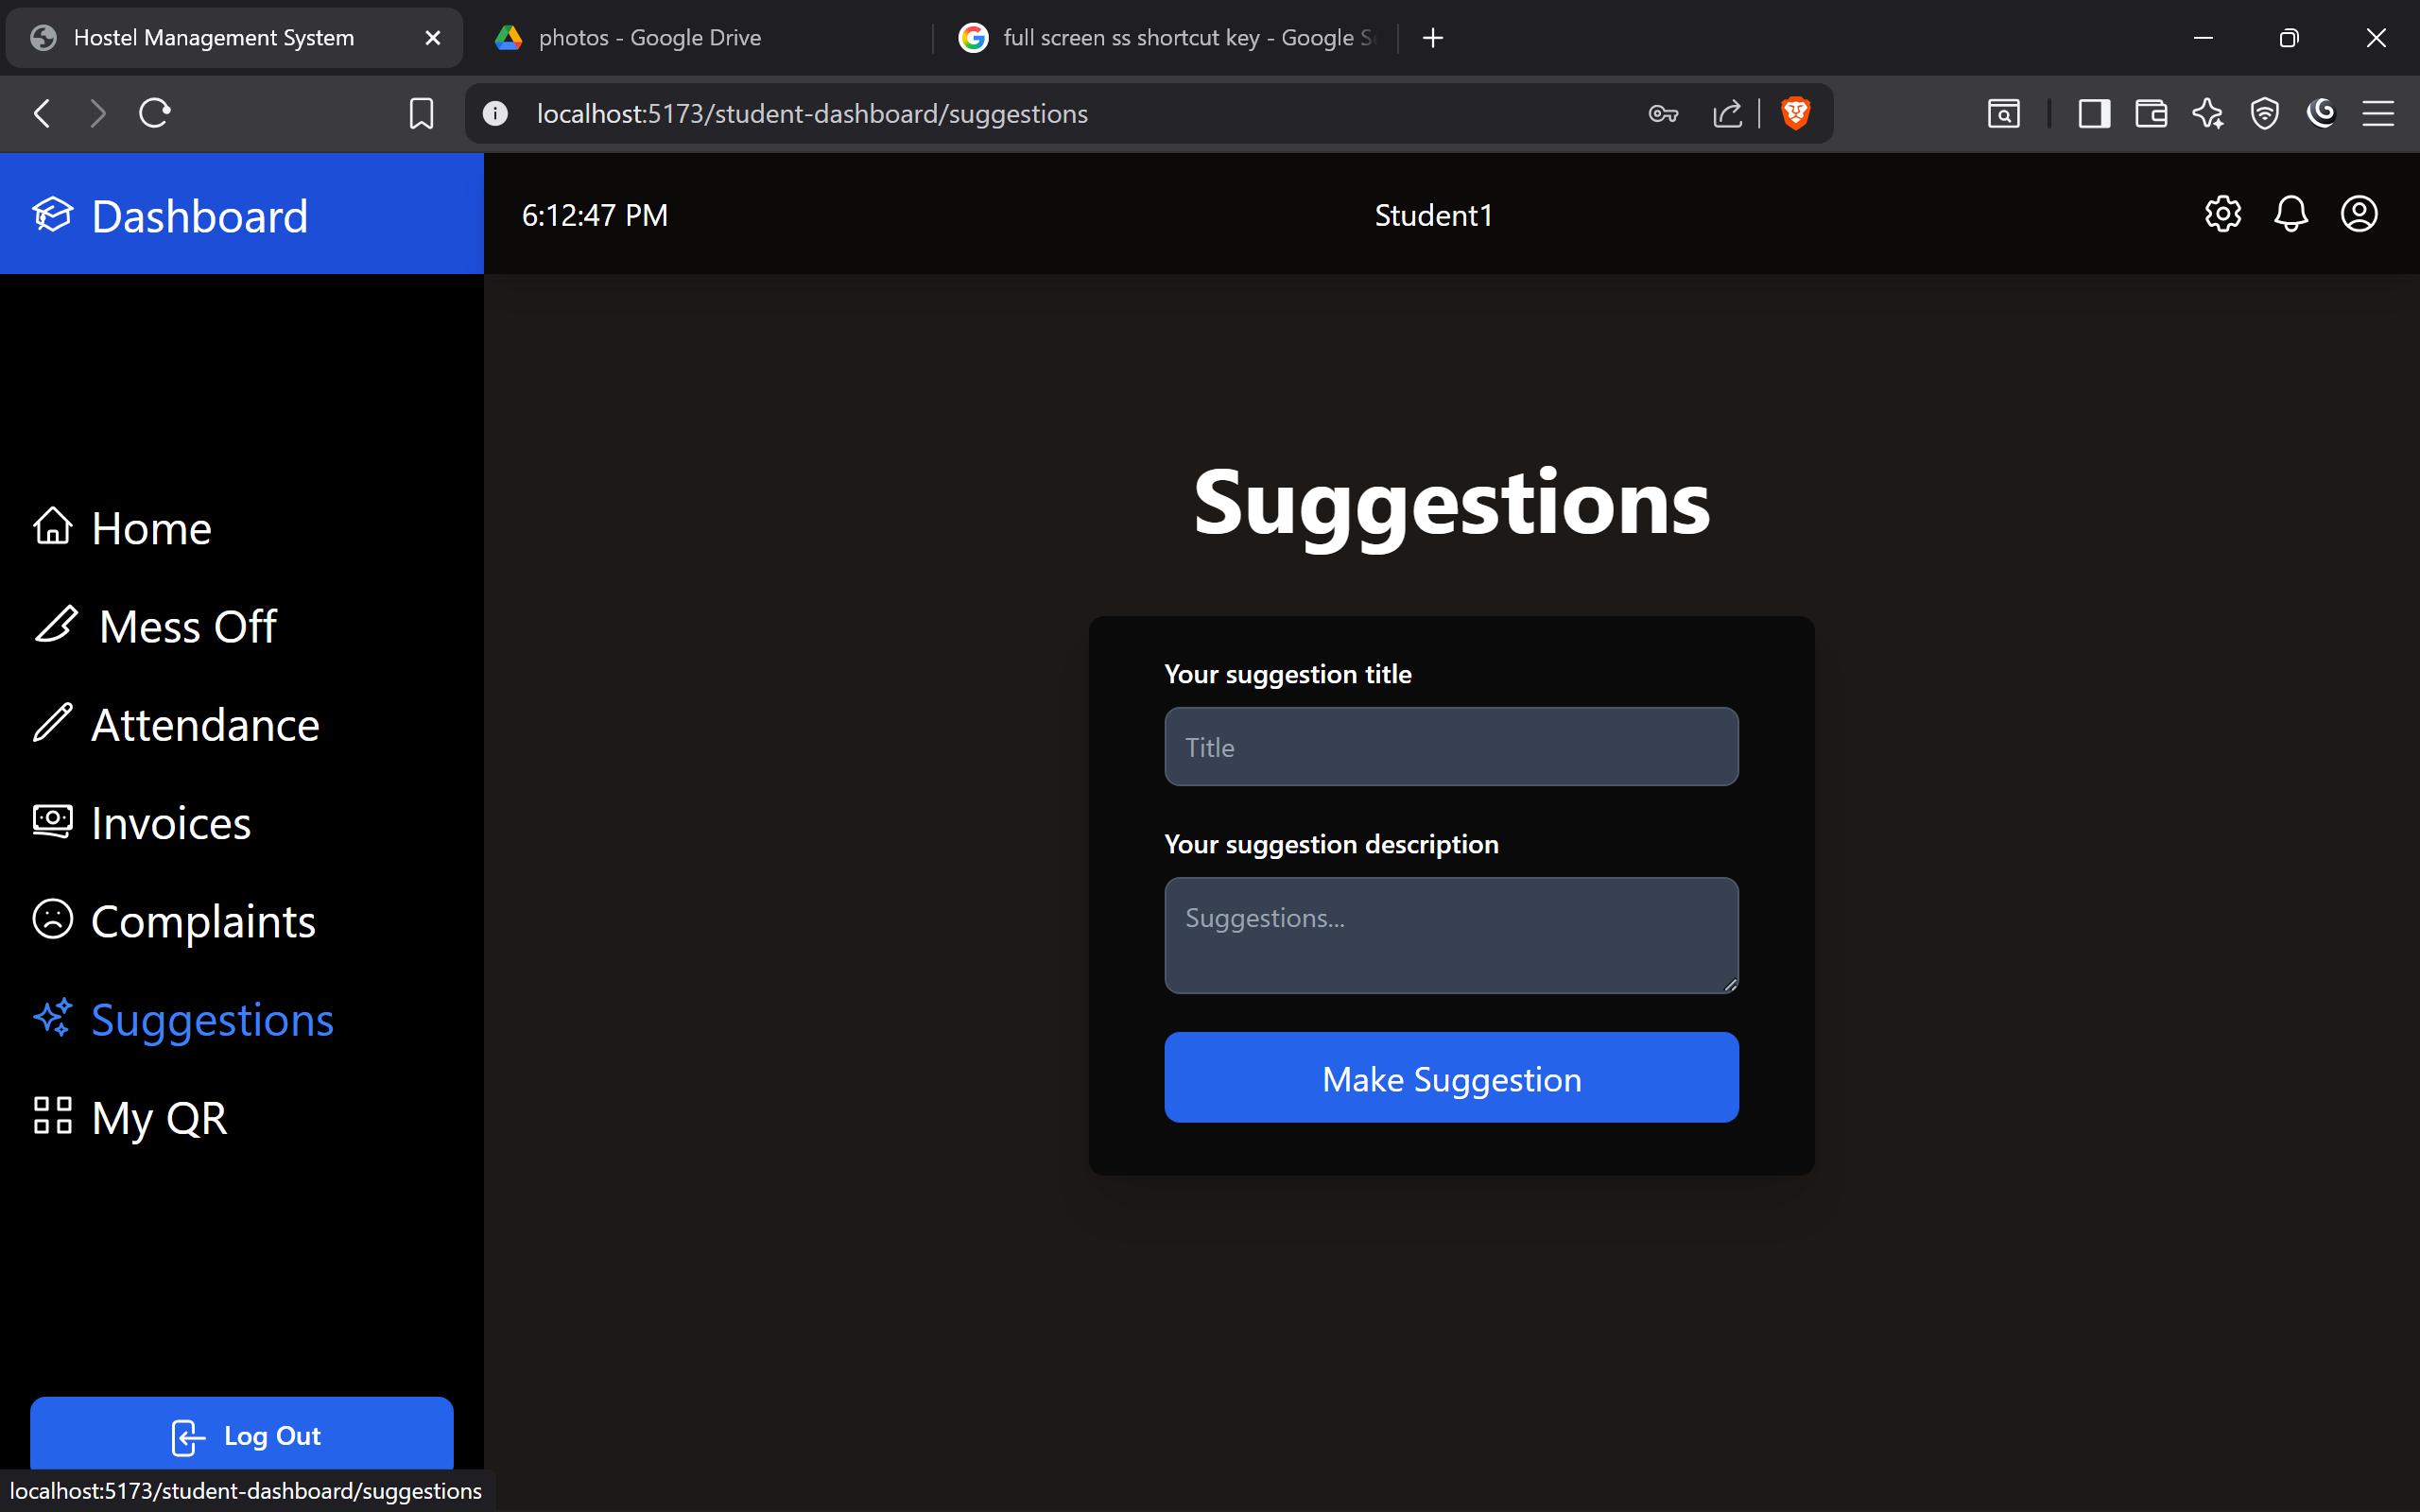 Hostel Management System
photos - Google Drive
full screen ss shortcut key - Google
localhost:5173/student-dashboard/suggestions
Dashboard
6:12:47 PM
Student1
Home
Mess Off
Attendance
Invoices
Complaints
Suggestions
My QR
Log Out
Suggestions
Your suggestion title
Title
Your suggestion description
Suggestions...
Make Suggestion
localhost:5173/student-dashboard/suggestions